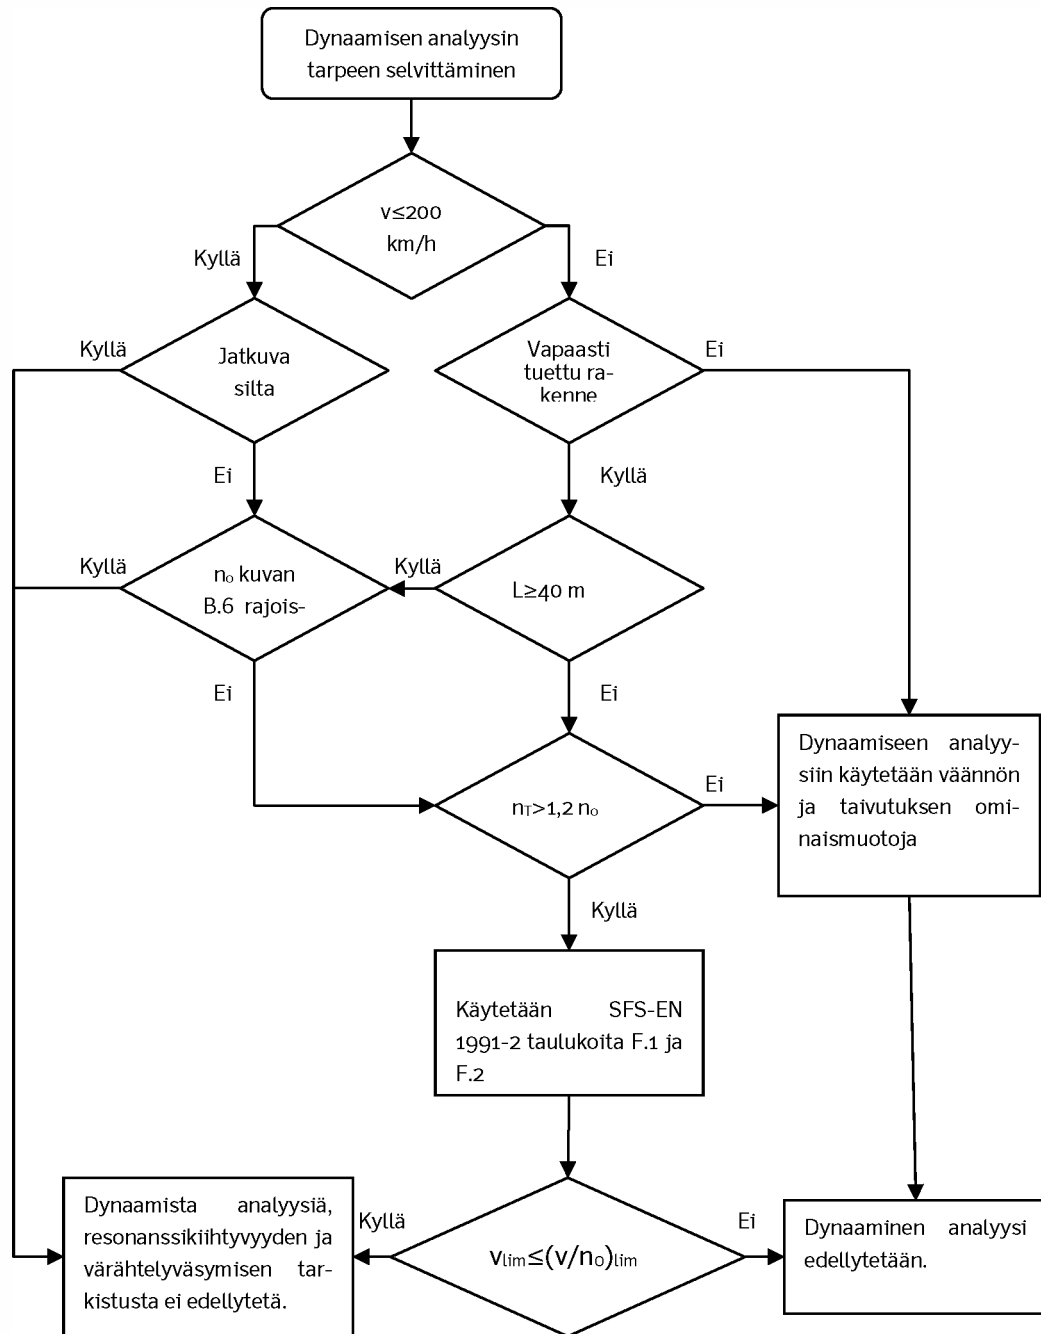 Dynaamisen analyysin
tarpeen selvittäminen
v≤200
km/h
Kyllä
Ei
Kyllä
Jatkuva
silta
Vapaasti
tuettu ra-
kenne
Ei
Ei
Kyllä
Kyllä
n₀ kuvan
B.6 rajois-
Kyllä
L≥40 m
Ei
Ei
nT>1,2 n₀
Ei
Dynaamiseen analyy-
siin käytetään väännön
ja taivutuksen omi-
naismuotoja
Kyllä
Käytetään SFS-EN
1991-2 taulukoita F.1 ja
F.2
Dynaamista analyysiä,
resonanssikiihtyvyyden ja
värähtelyväsymisen tar-
kistusta ei edellytetä.
Kyllä
vlim≤(v/n₀)lim
Ei
Dynaaminen analyysi
edellytetään.